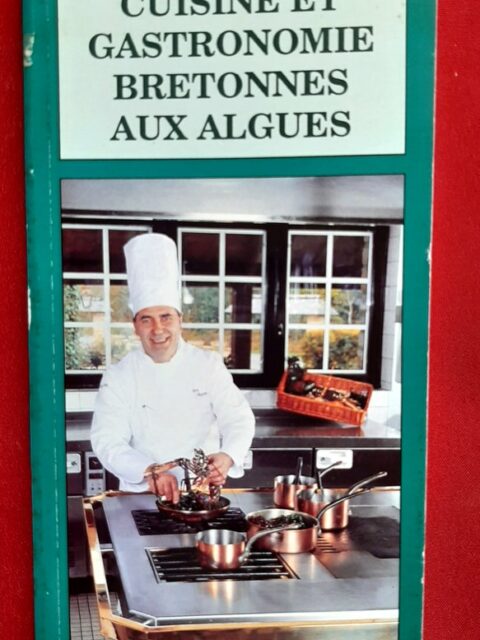 CUISINE ET
GASTRONOMIE
BRETONNES
AUX ALGUES